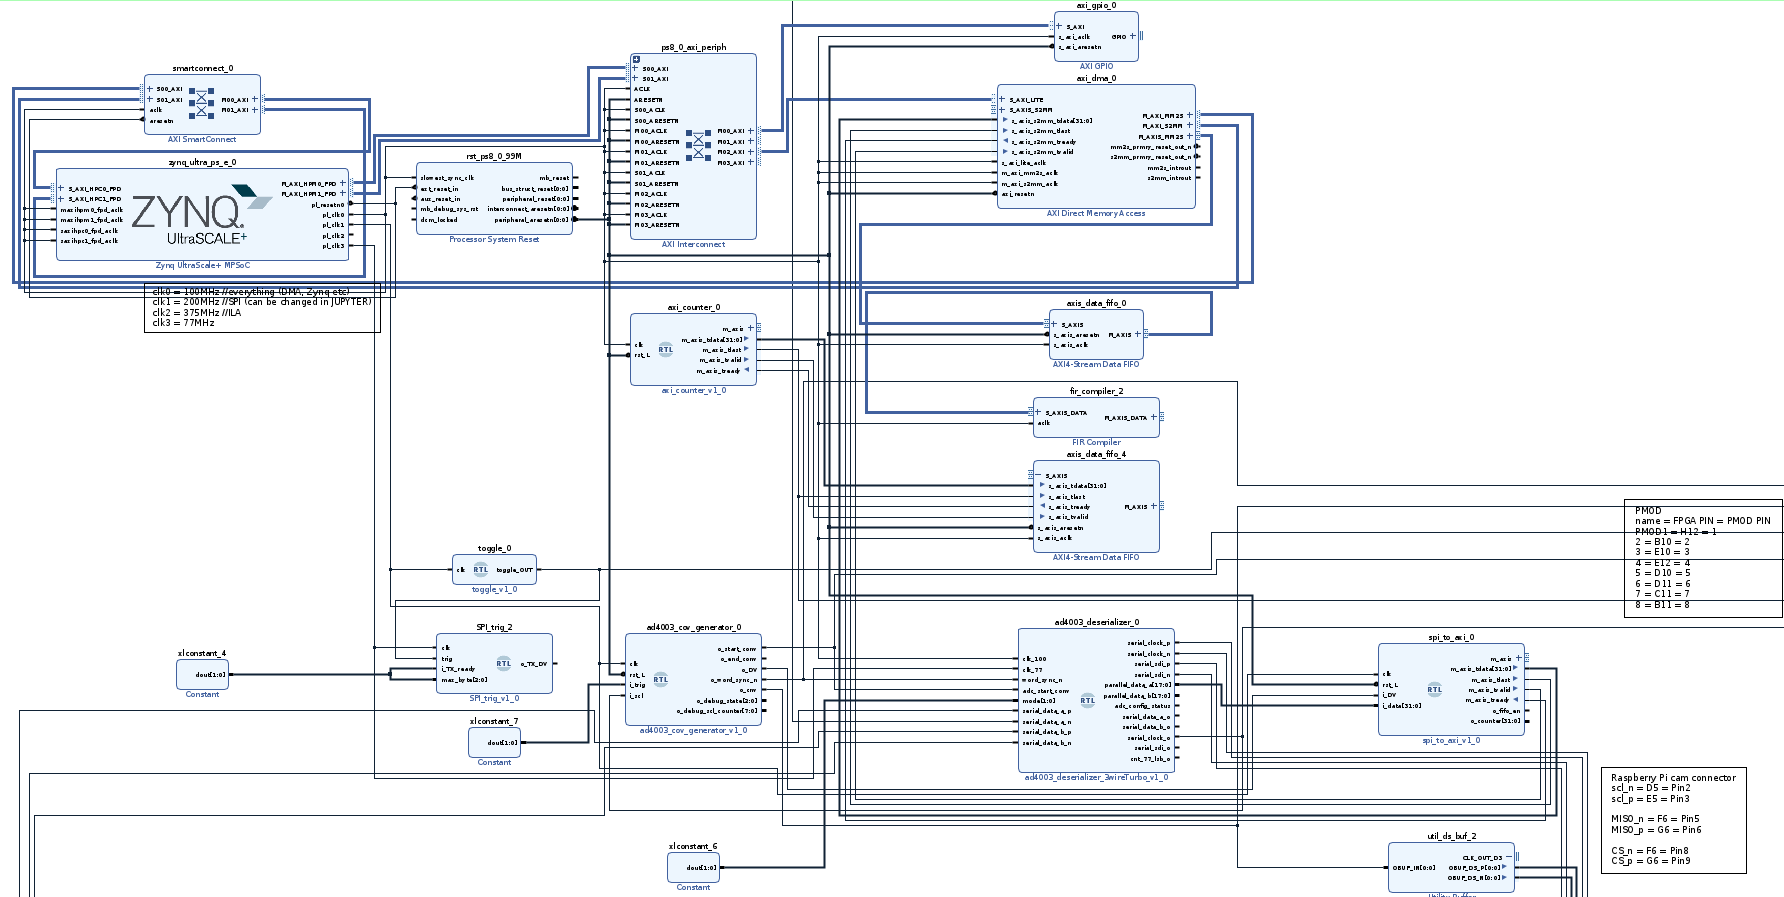 smartconnect_0
S00_AXI
S01_AXI
aclk
aresetn
M00_AXI
M01_AXI
AXI SmartConnect
zynq_ultra_ps_e_0
S_AXI_HPC0_FPD
S_AXI_HPC1_FPD
maxihpm0_fpd_aclk
maxihpm1_fpd_aclk
saxihpc0_fpd_aclk
saxihpc1_fpd_aclk
ZYNQ
UltraSCALE+
M_AXI_HPM0_FPD
M_AXI_HPM1_FPD
pl_resetn0
pl_clk0
pl_clk1
pl_clk2
pl_clk3
Zynq UltraScale+ MPSoC
clk0 = 100MHz //everything (DMA, Zynq etc)
clk1 = 200MHz //SPI (can be changed in JUPYTER)
clk2 = 375MHz //ILA
clk3 = 77MHz
rst_ps8_0_99M
slowest_sync_clk
ext_reset_in
aux_reset_in
mb_debug_sys_rst
dcm_locked
mb_reset
bus_struct_reset[0:0]
peripheral_reset[0:0]
interconnect_aresetn[0:0]
peripheral_aresetn[0:0]
Processor System Reset
ps8_0_axi_periph
S00_AXI
S01_AXI
ACLK
ARESETN
S00_ACLK
S00_ARESETN
M00_ACLK
M00_ARESETN
M01_ACLK
M01_ARESETN
S01_ACLK
S01_ARESETN
M02_ACLK
M02_ARESETN
M03_ACLK
M03_ARESETN
M00_AXI
M01_AXI
M02_AXI
M03_AXI
AXI Interconnect
axi_gpio_0
S_AXI
s_axi_aclk
s_axi_aresetn
GPIO
AXI GPIO
axi_dma_0
S_AXI_LITE
S_AXIS_S2MM
s_axis_s2mm_tdata[31:0]
s_axis_s2mm_tlast
s_axis_s2mm_tready
s_axis_s2mm_tvalid
s_axi_lite_aclk
m_axi_mm2s_aclk
m_axi_s2mm_aclk
axi_resetn
M_AXI_MM2S
M_AXI_S2MM
M_AXIS_MM2S
mm2s_prmry_reset_out_n
s2mm_prmry_reset_out_n
mm2s_introut
s2mm_introut
AXI Direct Memory Access
axi_counter_0
clk
rst_L
RTL
m_axis
m_axis_tdata[31:0]
m_axis_tlast
m_axis_tvalid
m_axis_tready
axi_counter_v1_0
axis_data_fifo_0
S_AXIS
s_axis_aresetn
s_axis_aclk
M_AXIS
AXI4-Stream Data FIFO
fir_compiler_2
S_AXIS_DATA
aclk
M_AXIS_DATA
FIR Compiler
axis_data_fifo_4
S_AXIS
s_axis_tdata[31:0]
s_axis_tlast
s_axis_tready
s_axis_tvalid
s_axis_aresetn
s_axis_aclk
M_AXIS
AXI4-Stream Data FIFO
PMOD
name = FPGA PIN = PMOD PIN
PMOD1 = H12 = 1
2 = B10 = 2
3 = E10 = 3
4 = E12 = 4
5 = D10 = 5
6 = D11 = 6
7 = C11 = 7
8 = B11 = 8
toggle_0
clk
RTL
toggle_OUT
toggle_v1_0
xlconstant_4
dout[1:0]
Constant
SPI_trig_2
clk
trig
i_TX_ready
max_byte[2:0]
RTL
o_TX_DV
SPI_trig_v1_0
xlconstant_7
dout[1:0]
Constant
ad4003_cov_generator_0
clk
rst_L
i_trig
i_scl
RTL
o_start_conv
o_end_conv
o_DV
o_word_sync_n
o_cnv
o_debug_state[2:0]
o_debug_scl_counter[7:0]
ad4003_cov_generator_v1_0
ad4003_deserializer_0
clk_100
clk_77
word_sync_n
adc_start_conv
mode[1:0]
serial_data_a_p
serial_data_a_n
serial_data_b_p
serial_data_b_n
RTL
serial_clock_p
serial_clock_n
serial_sdi_p
serial_sdi_n
parallel_data_a[17:0]
parallel_data_b[17:0]
adc_config_status
serial_data_a_o
serial_data_b_o
serial_clock_o
serial_sdi_o
cnt_77_lsb_o
ad4003_deserializer_3wireTurbo_v1_0
spi_to_axi_0
clk
rst_L
i_DV
i_data[31:0]
RTL
m_axis
m_axis_tdata[31:0]
m_axis_tlast
m_axis_tvalid
m_axis_tready
o_fifo_en
o_counter[31:0]
spi_to_axi_v1_0
Raspberry Pi cam connector
scl_n = D5 = Pin2
scl_p = E5 = Pin3
MISO_n = F6 = Pin5
MISO_p = G6 = Pin6
CS_n = F6 = Pin8
CS_p = G6 = Pin9
xlconstant_6
dout[1:0]
Constant
util_ds_buf_2
OBUF_IN[0:0]
CLK_OUT_D3
OBUF_DS_P[0:0]
OBUF_DS_N[0:0]
Utility Buffer